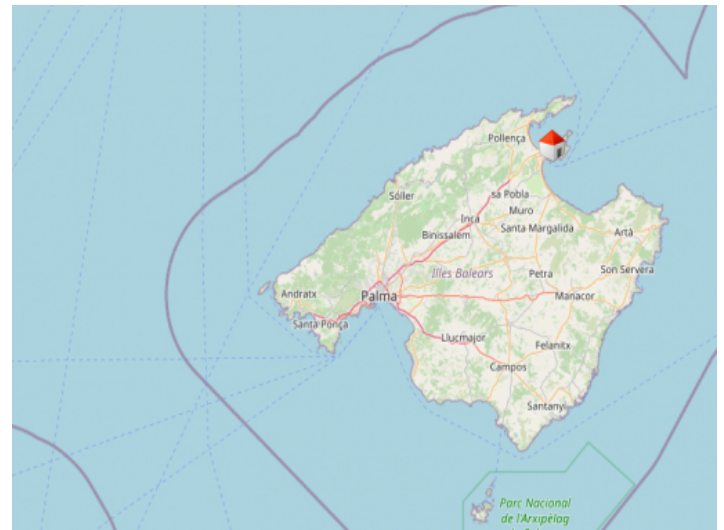 Pollença
sa Pobla
Sóller
Muro
Inca
Santa Margalida
Binissalem
Artà
Illes Balears
Petra
Son Servera
Andratx
Palma
Manacor
Santa Ponça
Llucmajor
Felanitx
Campos
Santanyí
Parc Nacional
de l'Arxipèlag